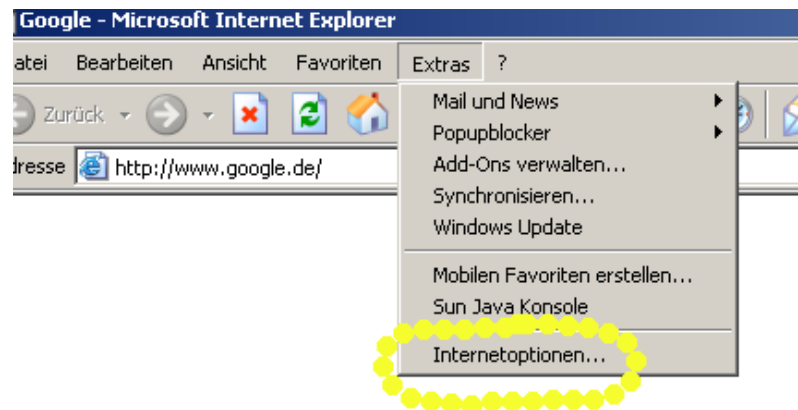 Google - Microsoft Internet Explorer
atei Bearbeiten Ansicht Favoriten Extras ?
Zurück
Mail und News
Popupblocker
dresse http://www.google.de/
Add-Ons verwalten...
Synchronisieren...
Windows Update
Mobilen Favoriten erstellen...
Sun Java Konsole
Internetoptionen...